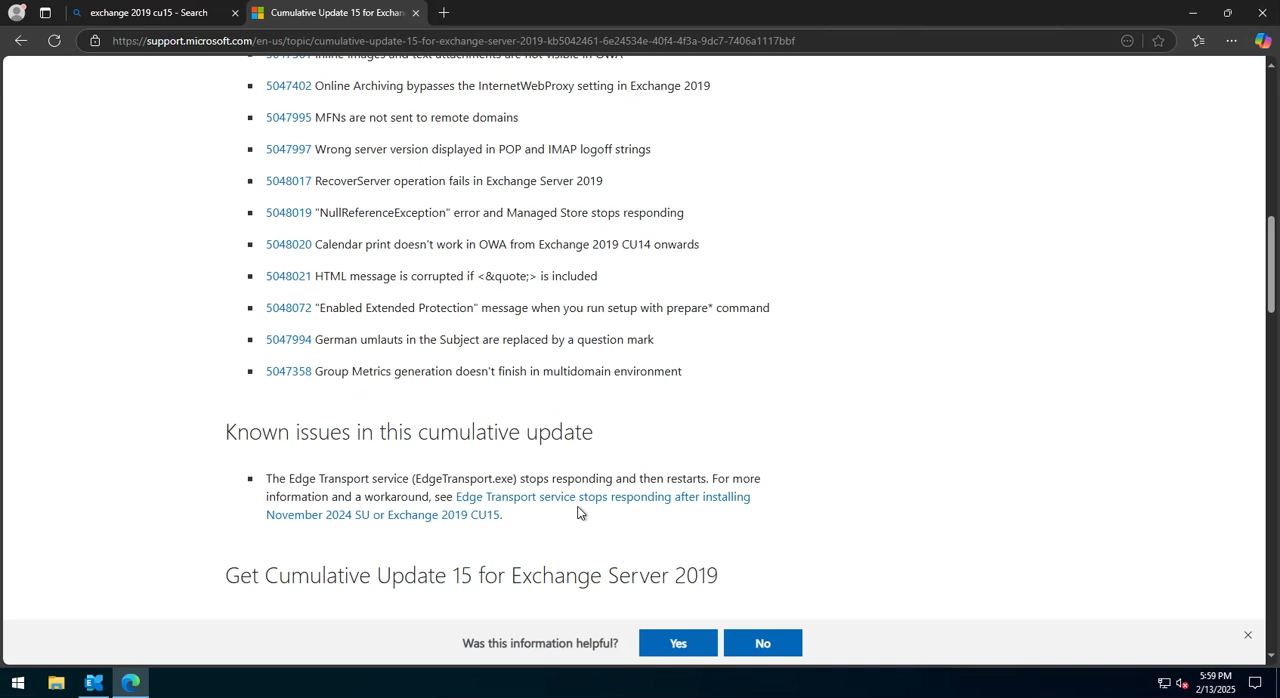 exchange 2019 cu15 - Search
Cumulative Update 15 for Exchan
https://support.microsoft.com/en-us/topic/cumulative-update-15-for-exchange-server-2019-kb5042461-6e24534e-40f4-4f3a-9dc7-7406a1117bbf
5047402 Online Archiving bypasses the InternetWebProxy setting in Exchange 2019
5047995 MFNs are not sent to remote domains
5047997 Wrong server version displayed in POP and IMAP logoff strings
5048017 RecoverServer operation fails in Exchange Server 2019
5048019 "NullReferenceException" error and Managed Store stops responding
5048020 Calendar print doesn't work in OWA from Exchange 2019 CU14 onwards
5048021 HTML message is corrupted if <&quote;> is included
5048072 "Enabled Extended Protection" message when you run setup with prepare* command
5047994 German umlauts in the Subject are replaced by a question mark
5047358 Group Metrics generation doesn't finish in multidomain environment
Known issues in this cumulative update
The Edge Transport service (EdgeTransport.exe) stops responding and then restarts. For more
information and a workaround, see Edge Transport service stops responding after installing
November 2024 SU or Exchange 2019 CU15.
Get Cumulative Update 15 for Exchange Server 2019
Was this information helpful?
Yes
No
5:59 PM
2/13/2025